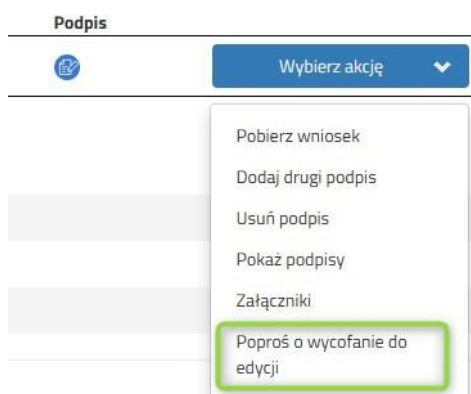 Podpis
Wybierz akcję
Pobierz wniosek
Dodaj drugi podpis
Usuń podpis
Pokaż podpisy
Załączniki
Poproś o wycofanie do
edycji